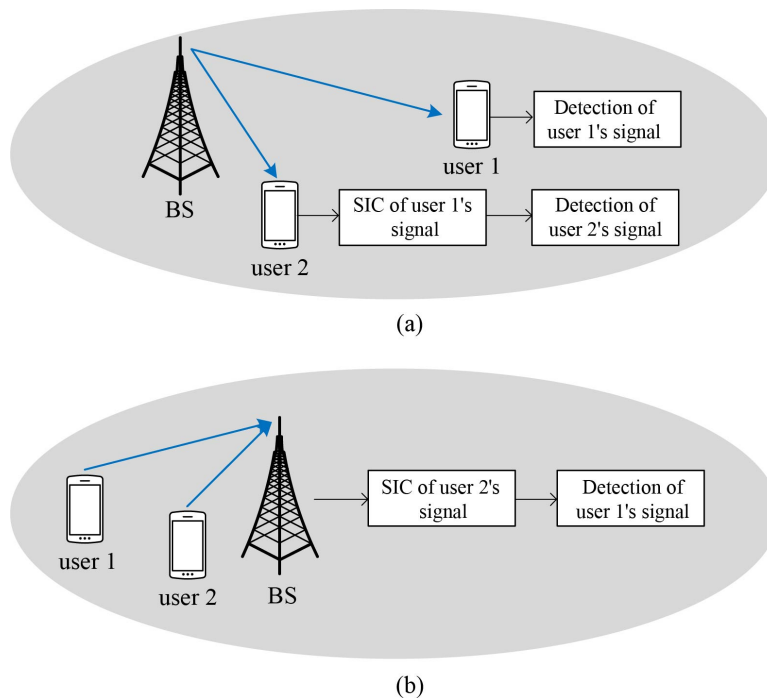 Detection of
user 1's signal
user 1
BS
SIC of user 1's
signal
Detection of
user 2's signal
user 2
(a)
SIC of user 2's
signal
Detection of
user 1's signal
user 1
user 2
BS
(b)